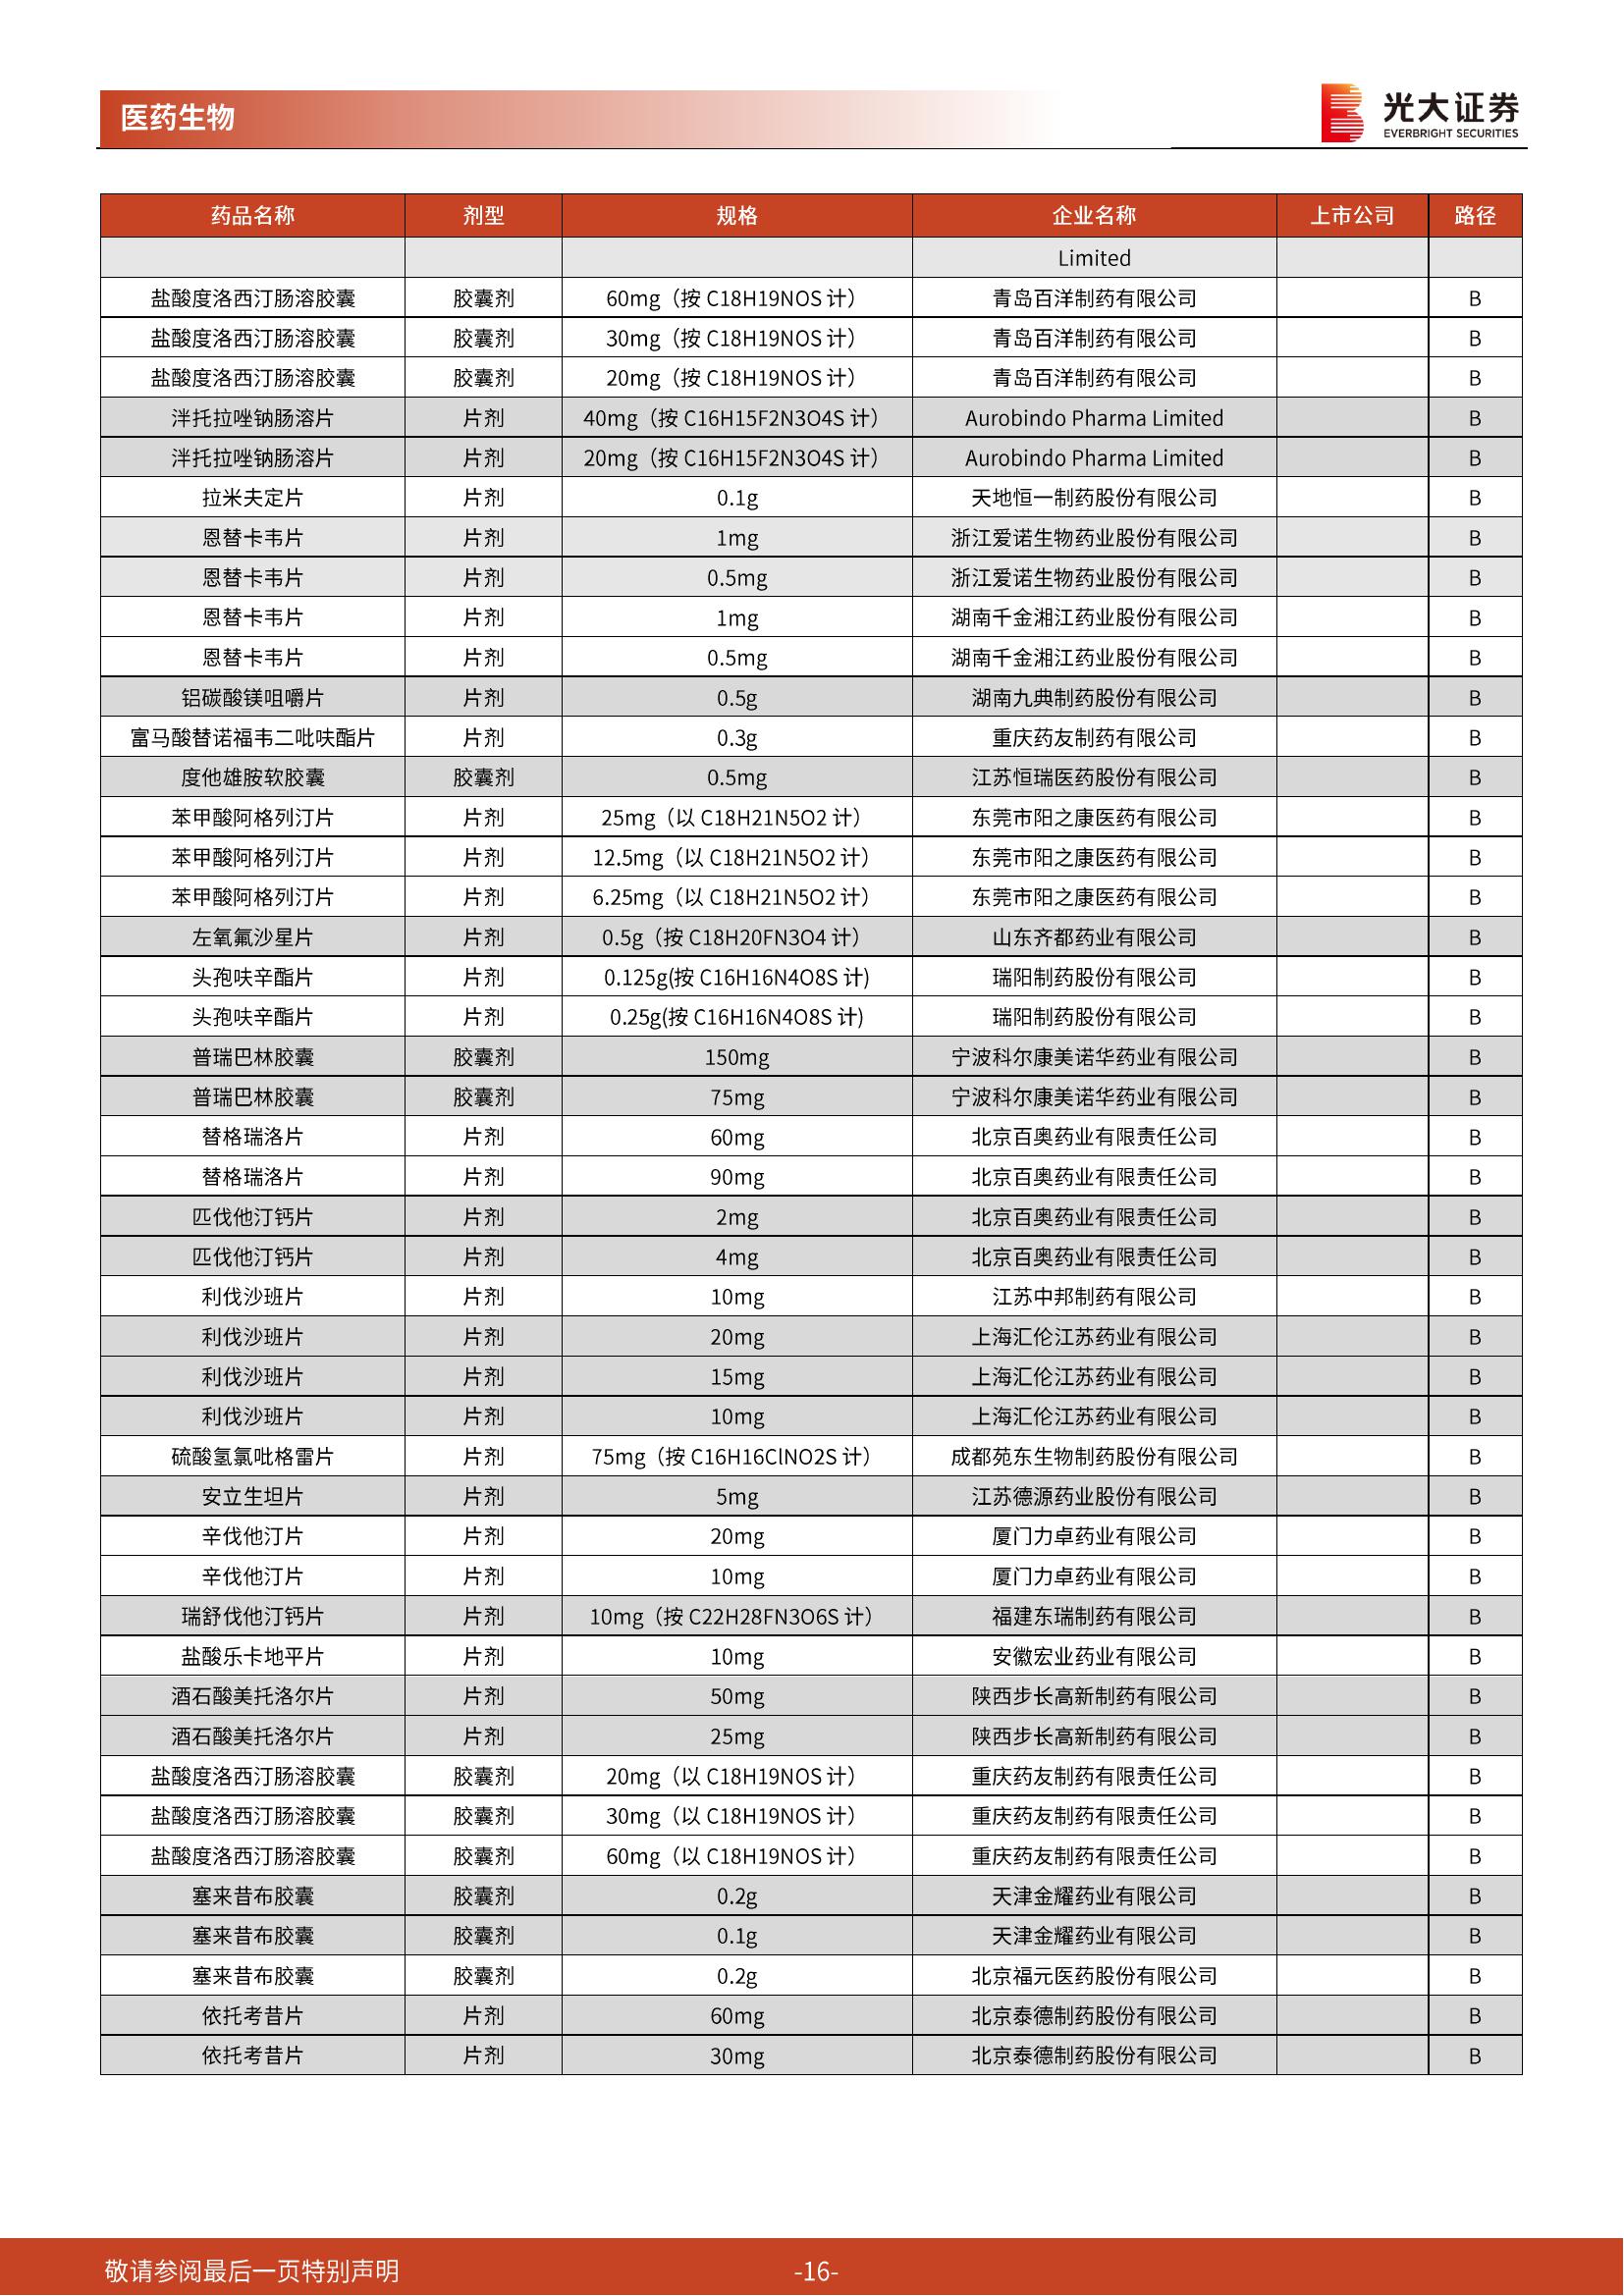 医药生物
光大证券
EVERBRIGHT SECURITIES
药品名称 剂型 规格 企业名称 上市公司 路径
Limited
盐酸度洛西汀肠溶胶囊 胶囊剂 60mg（按 C18H19NOS 计） 青岛百洋制药有限公司 B
盐酸度洛西汀肠溶胶囊 胶囊剂 30mg（按 C18H19NOS 计） 青岛百洋制药有限公司 B
盐酸度洛西汀肠溶胶囊 胶囊剂 20mg（按 C18H19NOS 计） 青岛百洋制药有限公司 B
泮托拉唑钠肠溶片 片剂 40mg（按 C16H15F2N3O4S 计） Aurobindo Pharma Limited B
泮托拉唑钠肠溶片 片剂 20mg（按 C16H15F2N3O4S 计） Aurobindo Pharma Limited B
拉米夫定片 片剂 0.1g 天地恒一制药股份有限公司 B
恩替卡韦片 片剂 1mg 浙江爱诺生物药业股份有限公司 B
恩替卡韦片 片剂 0.5mg 浙江爱诺生物药业股份有限公司 B
恩替卡韦片 片剂 1mg 湖南千金湘江药业股份有限公司 B
恩替卡韦片 片剂 0.5mg 湖南千金湘江药业股份有限公司 B
铝碳酸镁咀嚼片 片剂 0.5g 湖南九典制药股份有限公司 B
富马酸替诺福韦二吡呋酯片 片剂 0.3g 重庆药友制药有限公司 B
度他雄胺软胶囊 胶囊剂 0.5mg 江苏恒瑞医药股份有限公司 B
苯甲酸阿格列汀片 片剂 25mg（以 C18H21N5O2 计） 东莞市阳之康医药有限公司 B
苯甲酸阿格列汀片 片剂 12.5mg（以 C18H21N5O2 计） 东莞市阳之康医药有限公司 B
苯甲酸阿格列汀片 片剂 6.25mg（以 C18H21N5O2 计） 东莞市阳之康医药有限公司 B
左氧氟沙星片 片剂 0.5g（按 C18H20FN3O4 计） 山东齐都药业有限公司 B
头孢呋辛酯片 片剂 0.125g(按 C16H16N4O8S 计) 瑞阳制药股份有限公司 B
头孢呋辛酯片 片剂 0.25g(按 C16H16N4O8S 计) 瑞阳制药股份有限公司 B
普瑞巴林胶囊 胶囊剂 150mg 宁波科尔康美诺华药业有限公司 B
普瑞巴林胶囊 胶囊剂 75mg 宁波科尔康美诺华药业有限公司 B
替格瑞洛片 片剂 60mg 北京百奥药业有限责任公司 B
替格瑞洛片 片剂 90mg 北京百奥药业有限责任公司 B
匹伐他汀钙片 片剂 2mg 北京百奥药业有限责任公司 B
匹伐他汀钙片 片剂 4mg 北京百奥药业有限责任公司 B
利伐沙班片 片剂 10mg 江苏中邦制药有限公司 B
利伐沙班片 片剂 20mg 上海汇伦江苏药业有限公司 B
利伐沙班片 片剂 15mg 上海汇伦江苏药业有限公司 B
利伐沙班片 片剂 10mg 上海汇伦江苏药业有限公司 B
硫酸氢氯吡格雷片 片剂 75mg（按 C16H16ClNO2S 计） 成都苑东生物制药股份有限公司 B
安立生坦片 片剂 5mg 江苏德源药业股份有限公司 B
辛伐他汀片 片剂 20mg 厦门力卓药业有限公司 B
辛伐他汀片 片剂 10mg 厦门力卓药业有限公司 B
瑞舒伐他汀钙片 片剂 10mg（按 C22H28FN3O6S 计） 福建东瑞制药有限公司 B
盐酸乐卡地平片 片剂 10mg 安徽宏业药业有限公司 B
酒石酸美托洛尔片 片剂 50mg 陕西步长高新制药有限公司 B
酒石酸美托洛尔片 片剂 25mg 陕西步长高新制药有限公司 B
盐酸度洛西汀肠溶胶囊 胶囊剂 20mg（以 C18H19NOS 计） 重庆药友制药有限责任公司 B
盐酸度洛西汀肠溶胶囊 胶囊剂 30mg（以 C18H19NOS 计） 重庆药友制药有限责任公司 B
盐酸度洛西汀肠溶胶囊 胶囊剂 60mg（以 C18H19NOS 计） 重庆药友制药有限责任公司 B
塞来昔布胶囊 胶囊剂 0.2g 天津金耀药业有限公司 B
塞来昔布胶囊 胶囊剂 0.1g 天津金耀药业有限公司 B
塞来昔布胶囊 胶囊剂 0.2g 北京福元医药股份有限公司 B
依托考昔片 片剂 60mg 北京泰德制药股份有限公司 B
依托考昔片 片剂 30mg 北京泰德制药股份有限公司 B
敬请参阅最后一页特别声明 -16-